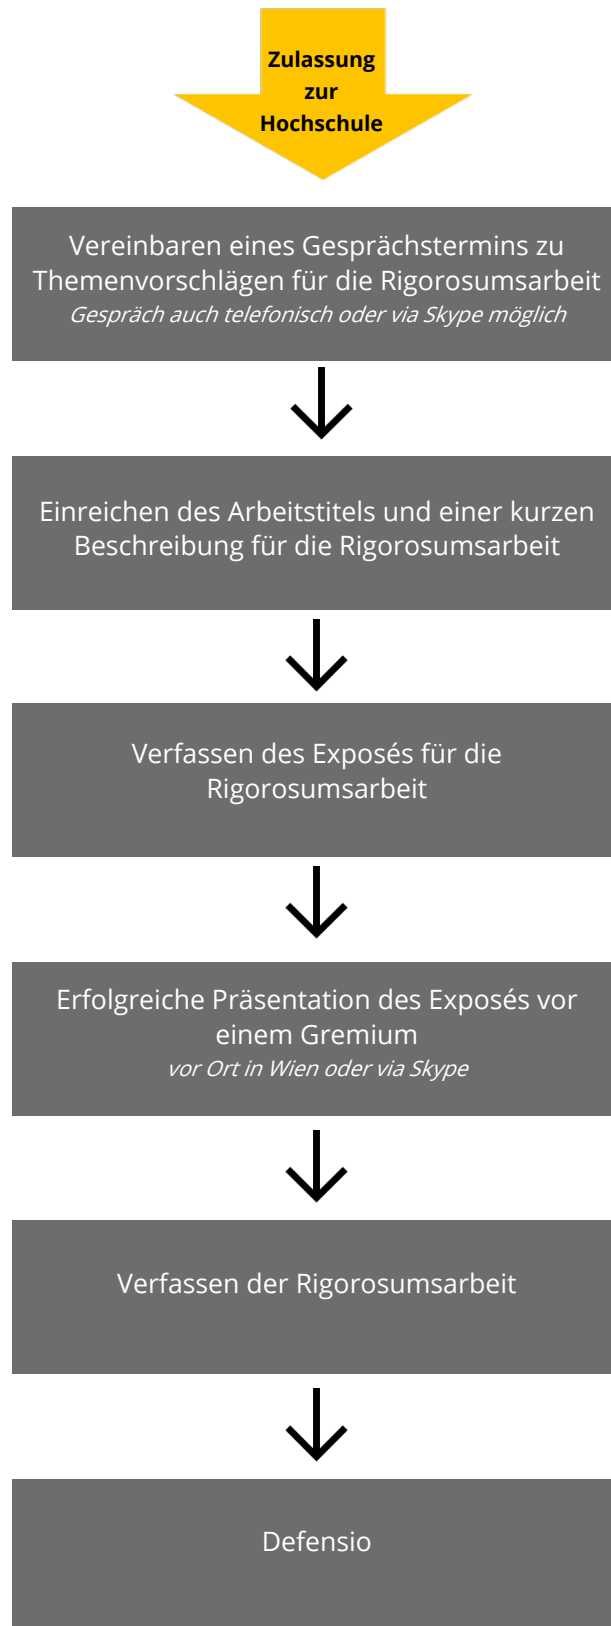 Zulassung
zur
Hochschule
Vereinbaren eines Gesprächstermins zu
Themenvorschlägen für die Rigorosumsarbeit
Gespräch auch telefonisch oder via Skype möglich
Einreichen des Arbeitstitels und einer kurzen
Beschreibung für die Rigorosumsarbeit
Verfassen des Exposés für die
Rigorosumsarbeit
Erfolgreiche Präsentation des Exposés vor
einem Gremium
vor Ort in Wien oder via Skype
Verfassen der Rigorosumsarbeit
Defensio